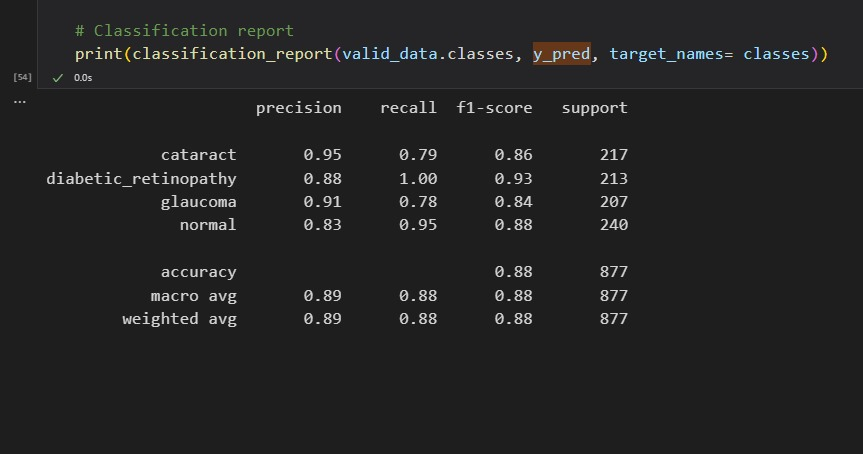 # Classification report
print(classification_report(valid_data.classes, y_pred, target_names= classes))
[54] ✓ 0.0s
...
precision recall f1-score support
cataract 0.95 0.79 0.86 217
diabetic_retinopathy 0.88 1.00 0.93 213
glaucoma 0.91 0.78 0.84 207
normal 0.83 0.95 0.88 240
accuracy 0.88 877
macro avg 0.89 0.88 0.88 877
weighted avg 0.89 0.88 0.88 877